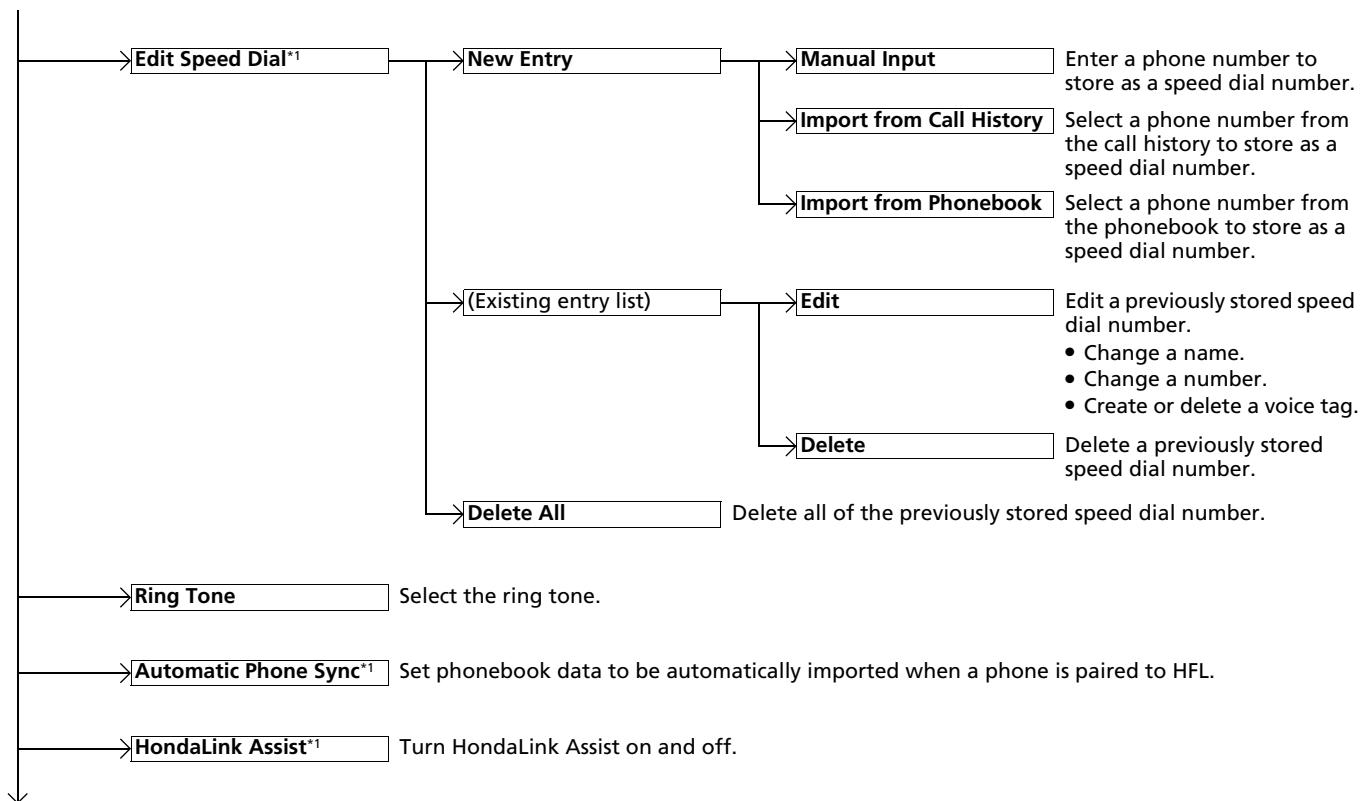 Edit Speed Dial*1
New Entry
Manual Input
Enter a phone number to
store as a speed dial number.
Import from Call History
Select a phone number from
the call history to store as a
speed dial number.
Import from Phonebook
Select a phone number from
the phonebook to store as a
speed dial number.
(Existing entry list)
Edit
Edit a previously stored speed
dial number.
• Change a name.
• Change a number.
• Create or delete a voice tag.
Delete
Delete a previously stored
speed dial number.
Delete All
Delete all of the previously stored speed dial number.
Ring Tone
Select the ring tone.
Automatic Phone Sync*1
Set phonebook data to be automatically imported when a phone is paired to HFL.
HondaLink Assist*1
Turn HondaLink Assist on and off.